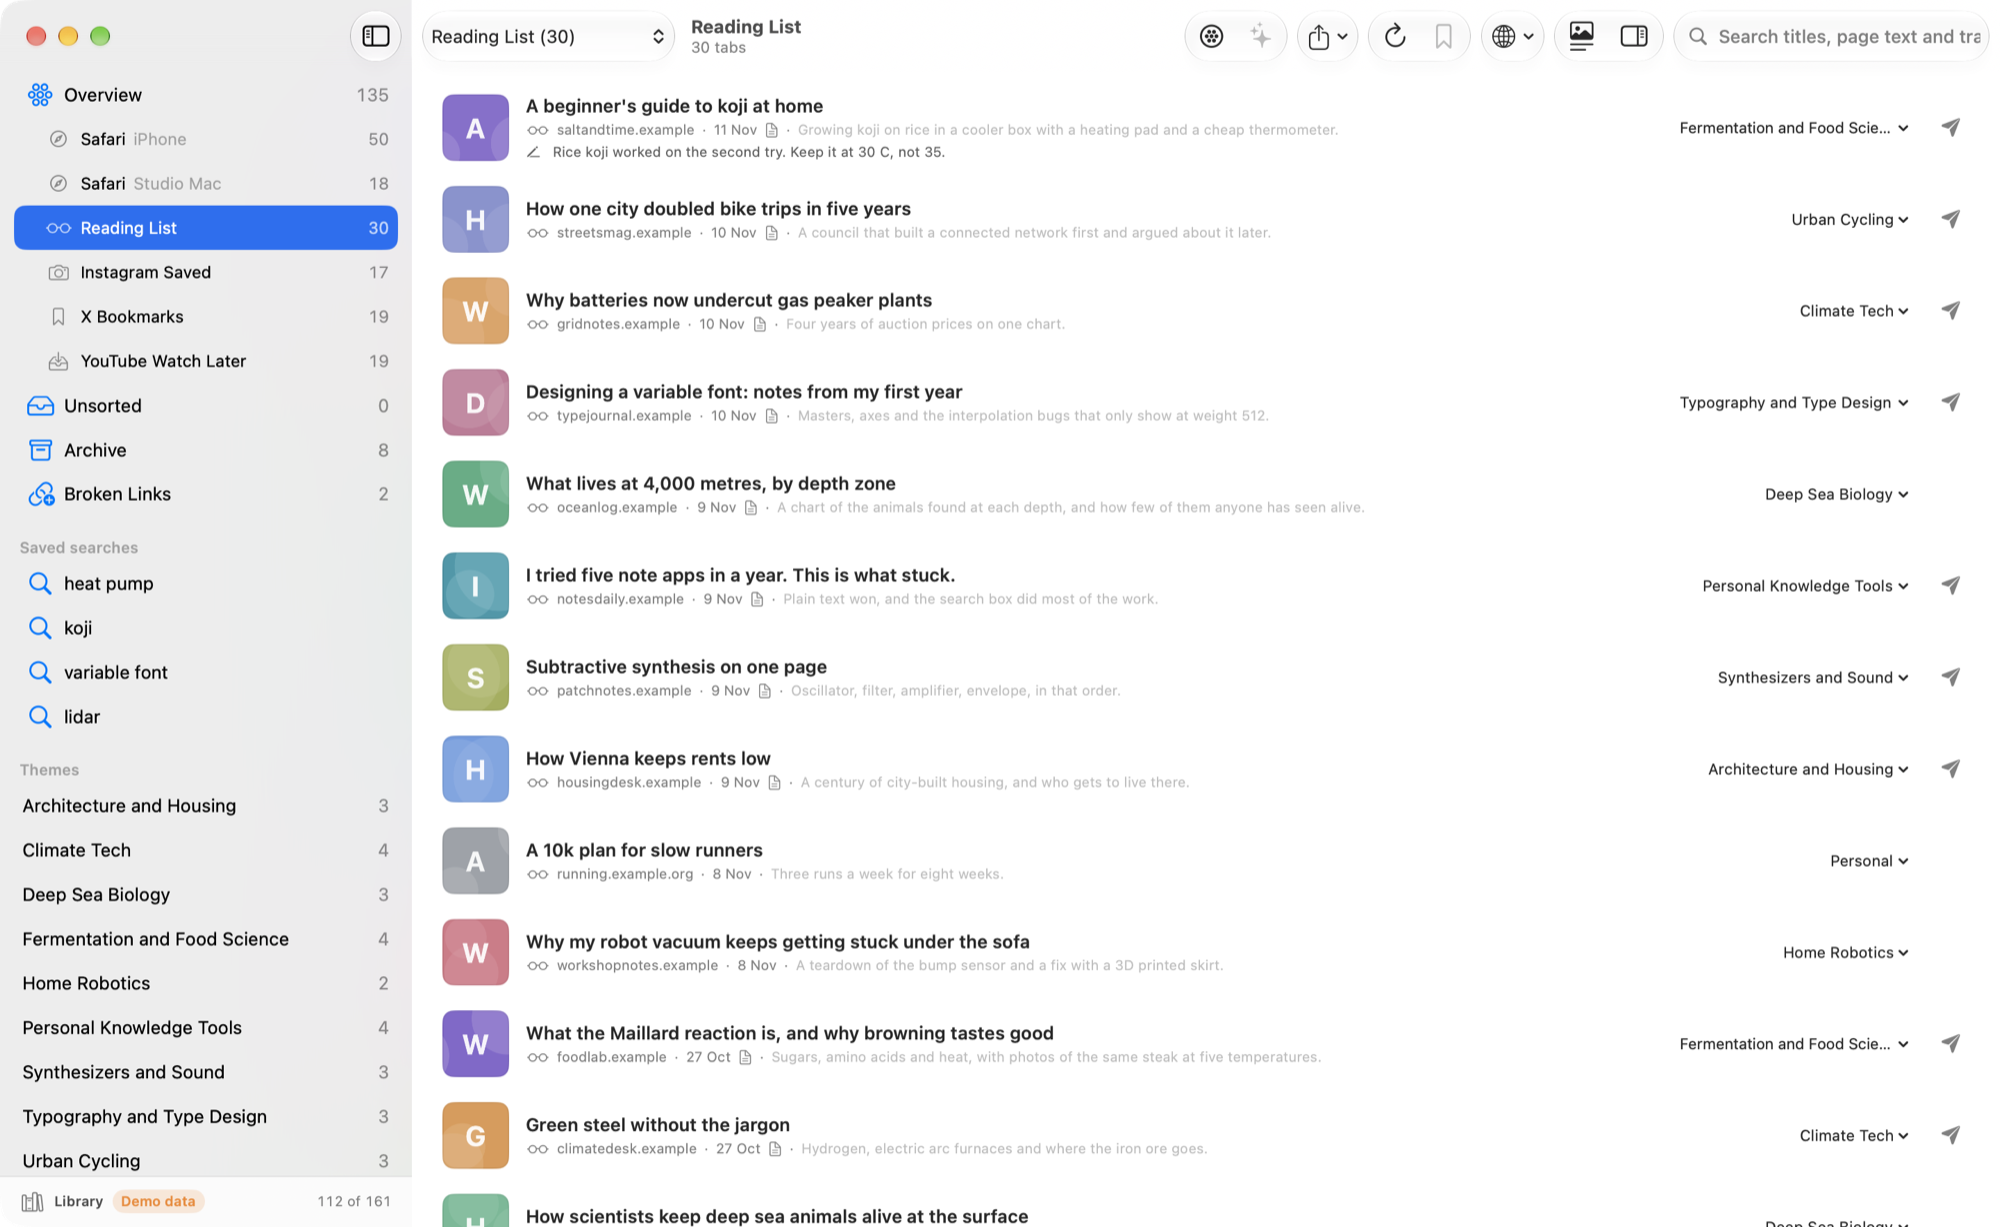 Reading List (30)
Reading List
30 tabs
Search titles, page text and tra
Overview 135
Safari iPhone 50
Safari Studio Mac 18
Reading List 30
Instagram Saved 17
X Bookmarks 19
YouTube Watch Later 19
Unsorted 0
Archive 8
Broken Links 2
Saved searches
heat pump
koji
variable font
lidar
Themes
Architecture and Housing 3
Climate Tech 4
Deep Sea Biology 3
Fermentation and Food Science 4
Home Robotics 2
Personal Knowledge Tools 4
Synthesizers and Sound 3
Typography and Type Design 3
Urban Cycling 3
Library Demo data 112 of 161
A
A beginner's guide to koji at home
saltandtime.example · 11 Nov · Growing koji on rice in a cooler box with a heating pad and a cheap thermometer.
Rice koji worked on the second try. Keep it at 30 C, not 35.
Fermentation and Food Scie...
H
How one city doubled bike trips in five years
streetsmag.example · 10 Nov · A council that built a connected network first and argued about it later.
Urban Cycling
W
Why batteries now undercut gas peaker plants
gridnotes.example · 10 Nov · Four years of auction prices on one chart.
Climate Tech
D
Designing a variable font: notes from my first year
typejournal.example · 10 Nov · Masters, axes and the interpolation bugs that only show at weight 512.
Typography and Type Design
W
What lives at 4,000 metres, by depth zone
oceanlog.example · 9 Nov · A chart of the animals found at each depth, and how few of them anyone has seen alive.
Deep Sea Biology
I
I tried five note apps in a year. This is what stuck.
notesdaily.example · 9 Nov · Plain text won, and the search box did most of the work.
Personal Knowledge Tools
S
Subtractive synthesis on one page
patchnotes.example · 9 Nov · Oscillator, filter, amplifier, envelope, in that order.
Synthesizers and Sound
H
How Vienna keeps rents low
housingdesk.example · 9 Nov · A century of city-built housing, and who gets to live there.
Architecture and Housing
A
A 10k plan for slow runners
running.example.org · 8 Nov · Three runs a week for eight weeks.
Personal
W
Why my robot vacuum keeps getting stuck under the sofa
workshopnotes.example · 8 Nov · A teardown of the bump sensor and a fix with a 3D printed skirt.
Home Robotics
W
What the Maillard reaction is, and why browning tastes good
foodlab.example · 27 Oct · Sugars, amino acids and heat, with photos of the same steak at five temperatures.
Fermentation and Food Scie...
G
Green steel without the jargon
climatedesk.example · 27 Oct · Hydrogen, electric arc furnaces and where the iron ore goes.
Climate Tech
H
How scientists keep deep sea animals alive at the surface
Deep Sea Biology